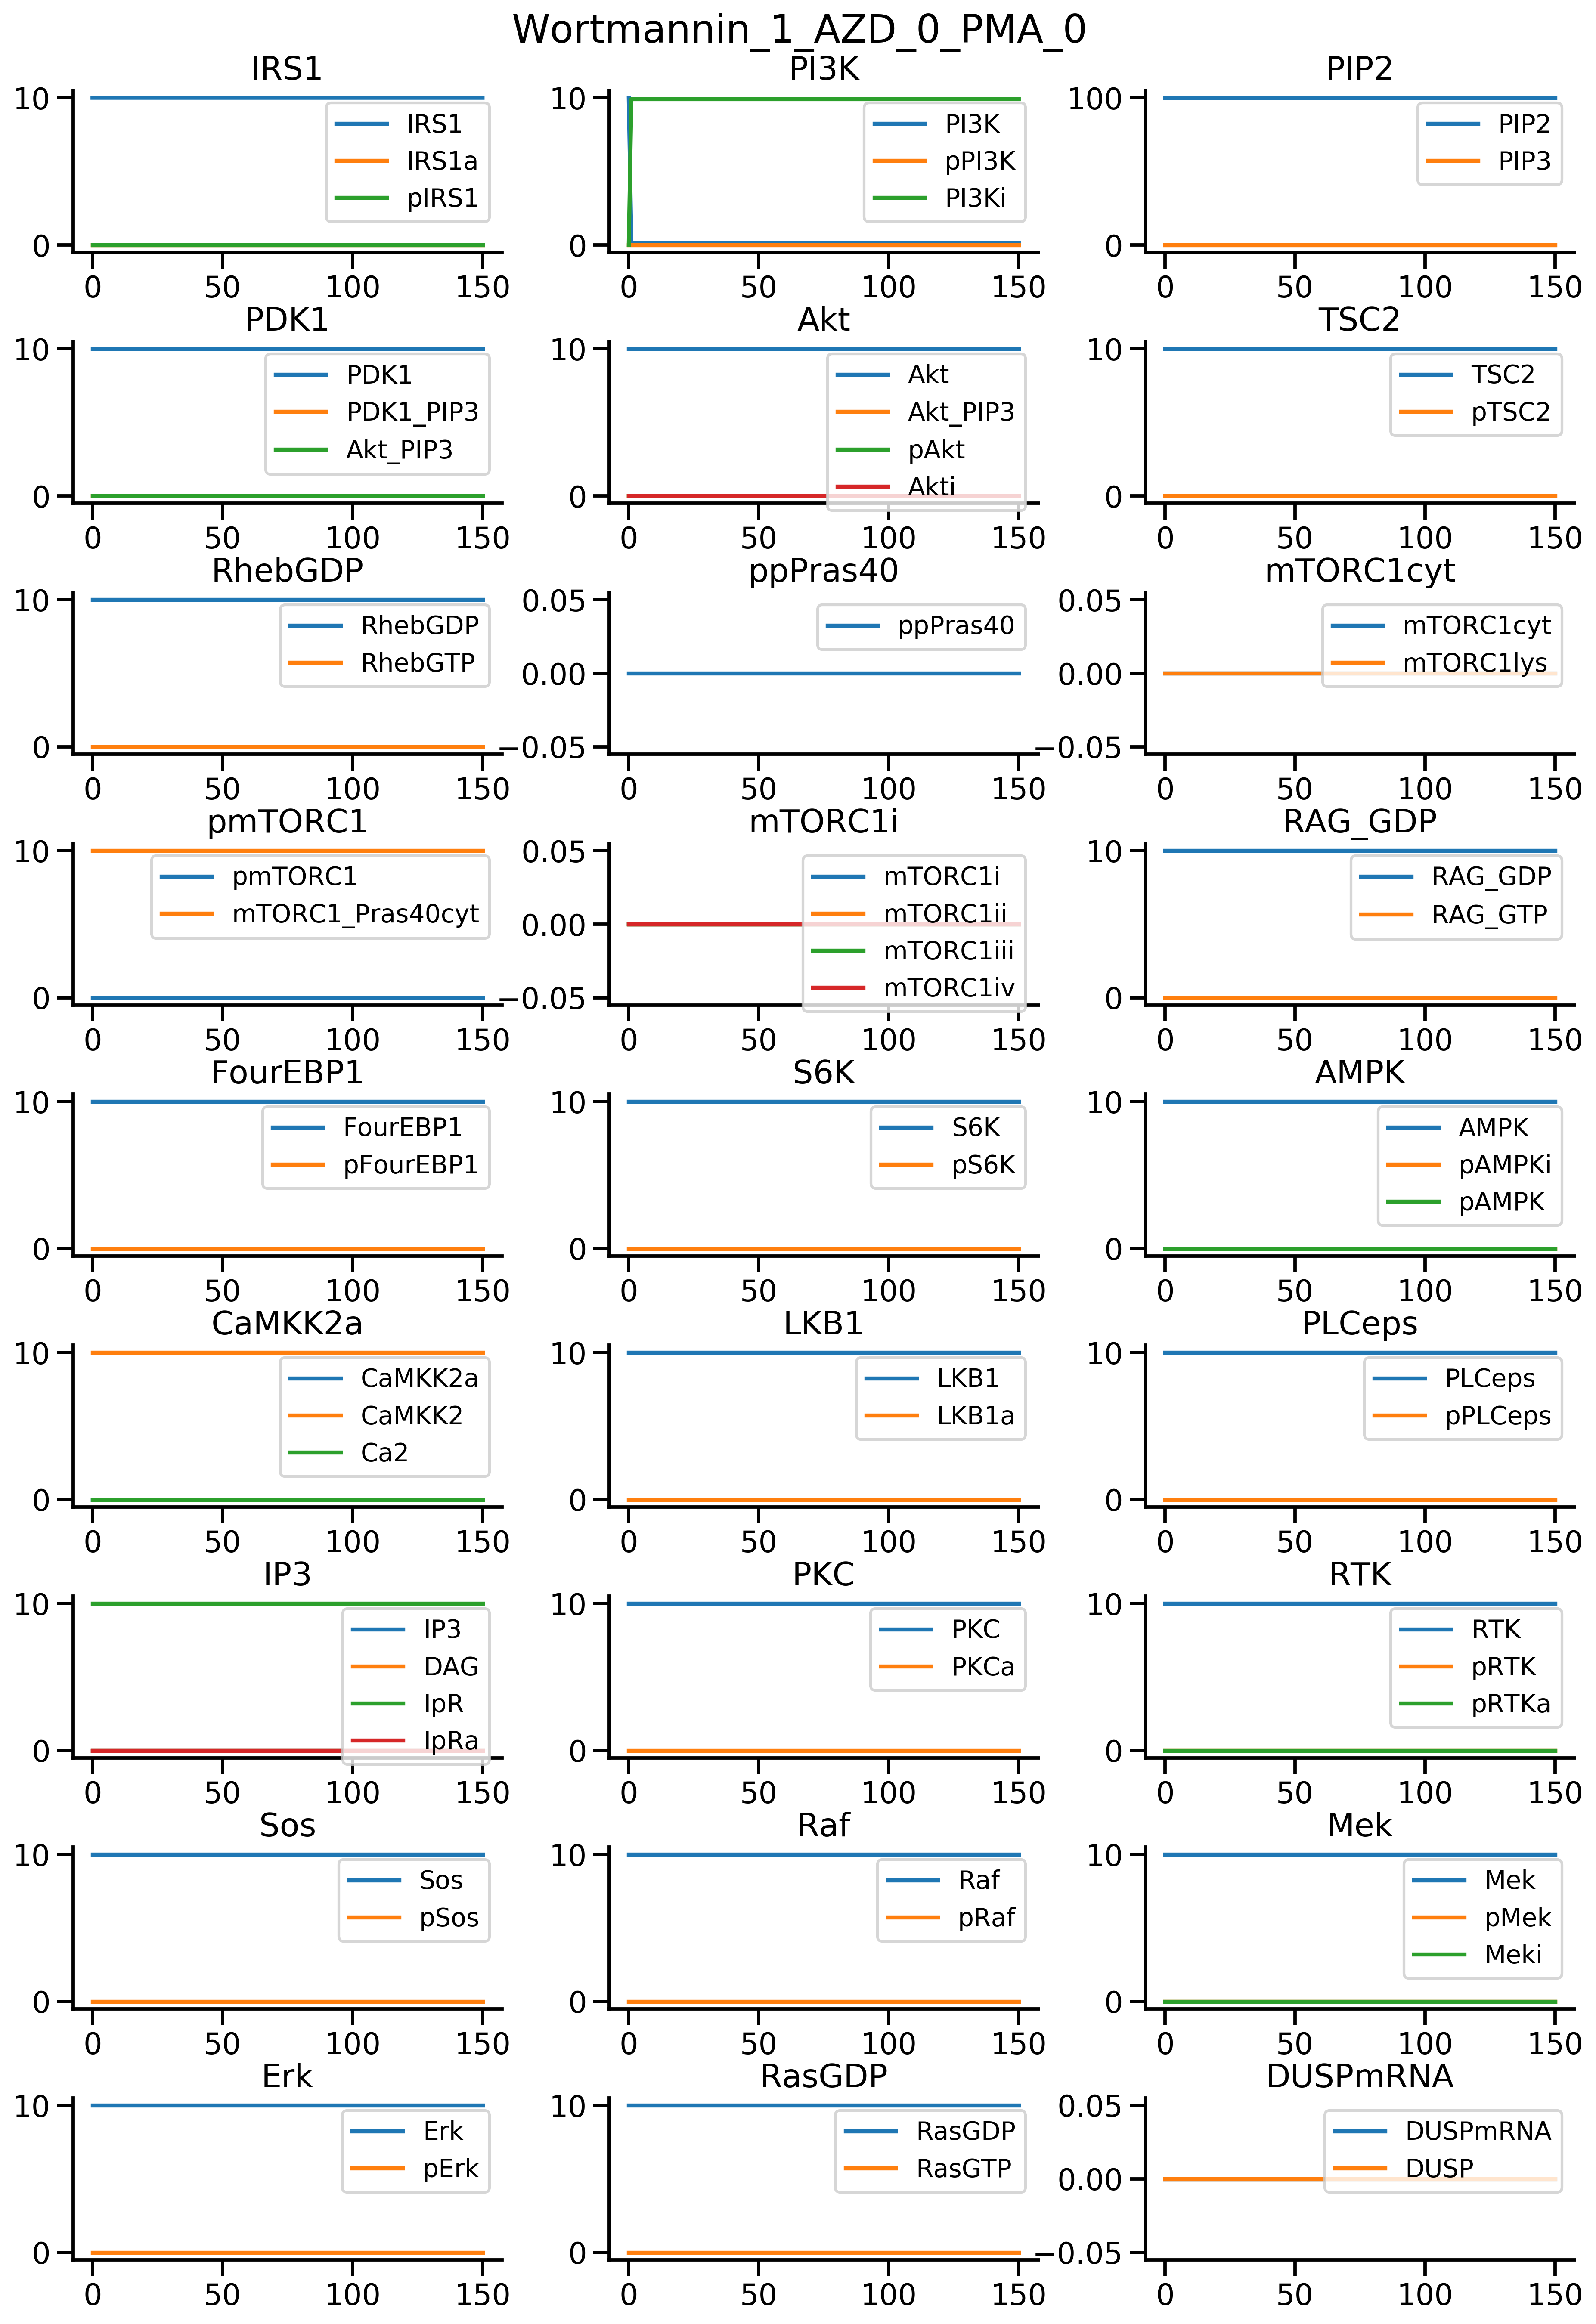 Wortmannin_1_AZD_0_PMA_0
IRS1
10
0
0 50 100 150
IRS1
IRS1a
pIRS1
PI3K
10
0
0 50 100 150
PI3K
pPI3K
PI3Ki
PIP2
100
0
0 50 100 150
PIP2
PIP3
PDK1
10
0
0 50 100 150
PDK1
PDK1_PIP3
Akt_PIP3
Akt
10
0
0 50 100 150
Akt
Akt_PIP3
pAkt
Akti
TSC2
10
0
0 50 100 150
TSC2
pTSC2
RhebGDP
10
0
0 50 100 150
RhebGDP
RhebGTP
ppPras40
0.05
0.00
−0.05
0 50 100 150
ppPras40
mTORC1cyt
0.05
0.00
−0.05
0 50 100 150
mTORC1cyt
mTORC1lys
pmTORC1
10
0
0 50 100 150
pmTORC1
mTORC1_Pras40cyt
mTORC1i
0.05
0.00
−0.05
0 50 100 150
mTORC1i
mTORC1ii
mTORC1iii
mTORC1iv
RAG_GDP
10
0
0 50 100 150
RAG_GDP
RAG_GTP
FourEBP1
10
0
0 50 100 150
FourEBP1
pFourEBP1
S6K
10
0
0 50 100 150
S6K
pS6K
AMPK
10
0
0 50 100 150
AMPK
pAMPKi
pAMPK
CaMKK2a
10
0
0 50 100 150
CaMKK2a
CaMKK2
Ca2
LKB1
10
0
0 50 100 150
LKB1
LKB1a
PLCeps
10
0
0 50 100 150
PLCeps
pPLCeps
IP3
10
0
0 50 100 150
IP3
DAG
IpR
IpRa
PKC
10
0
0 50 100 150
PKC
PKCa
RTK
10
0
0 50 100 150
RTK
pRTK
pRTKa
Sos
10
0
0 50 100 150
Sos
pSos
Raf
10
0
0 50 100 150
Raf
pRaf
Mek
10
0
0 50 100 150
Mek
pMek
Meki
Erk
10
0
0 50 100 150
Erk
pErk
RasGDP
10
0
0 50 100 150
RasGDP
RasGTP
DUSPmRNA
0.05
0.00
−0.05
0 50 100 150
DUSPmRNA
DUSP